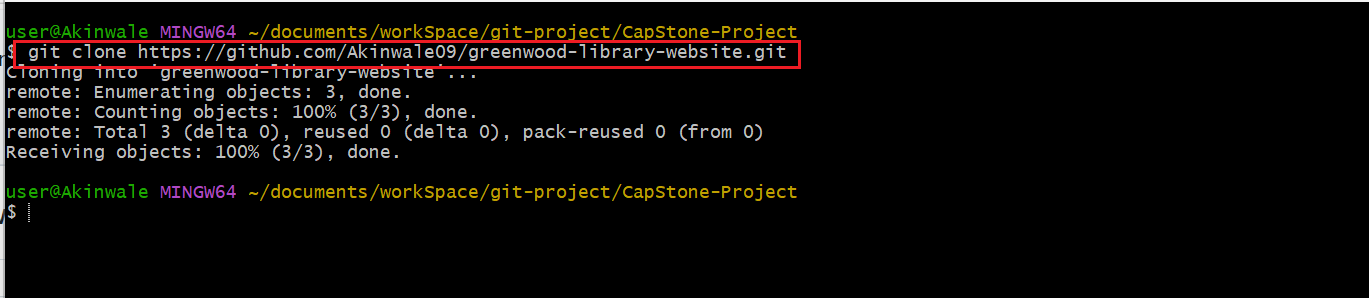 user@Akinwale MINGW64 ~/documents/workSpace/git-project/CapStone-Project
$ git clone https://github.com/Akinwale09/greenwood-library-website.git
Cloning into 'greenwood-library-website'...
remote: Enumerating objects: 3, done.
remote: Counting objects: 100% (3/3), done.
remote: Total 3 (delta 0), reused 0 (delta 0), pack-reused 0 (from 0)
Receiving objects: 100% (3/3), done.
user@Akinwale MINGW64 ~/documents/workSpace/git-project/CapStone-Project
$